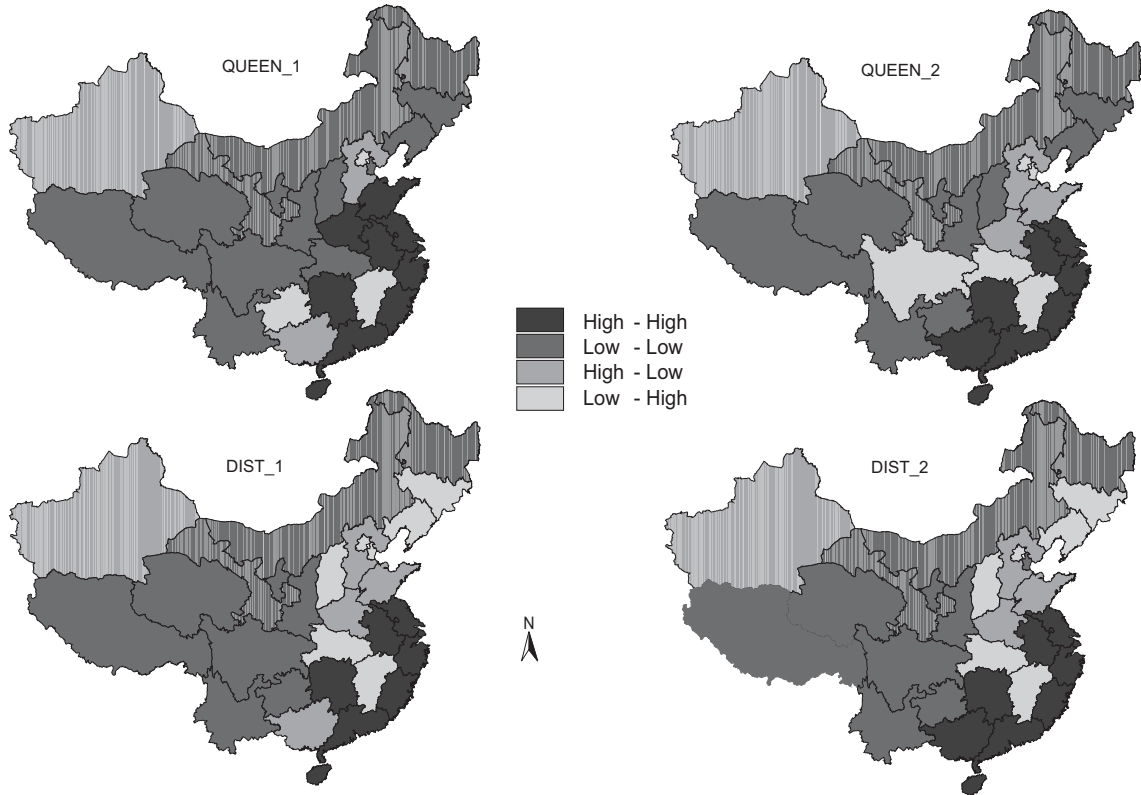 QUEEN_1
QUEEN_2
High - High
Low - Low
High - Low
Low - High
DIST_1
DIST_2
N